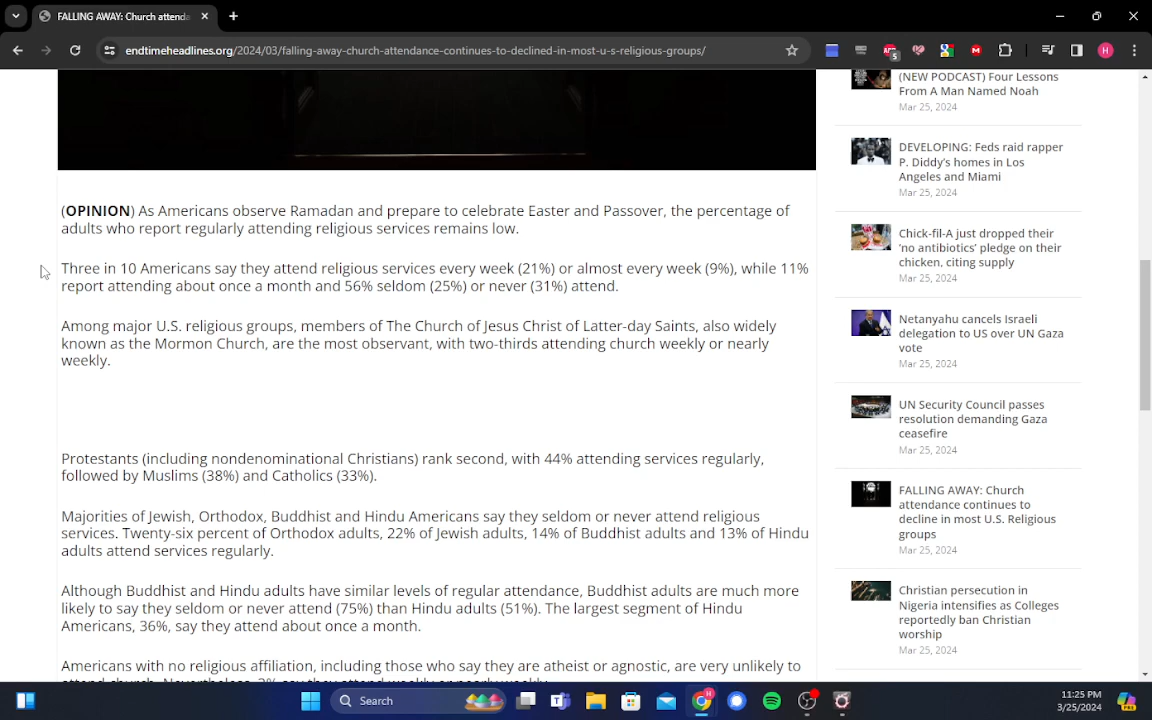 FALLING AWAY: Church attenda
endtimeheadlines.org/2024/03/falling-away-church-attendance-continues-to-declined-in-most-u-s-religious-groups/
(OPINION) As Americans observe Ramadan and prepare to celebrate Easter and Passover, the percentage of
adults who report regularly attending religious services remains low.
Three in 10 Americans say they attend religious services every week (21%) or almost every week (9%), while 11%
report attending about once a month and 56% seldom (25%) or never (31%) attend.
Among major U.S. religious groups, members of The Church of Jesus Christ of Latter-day Saints, also widely
known as the Mormon Church, are the most observant, with two-thirds attending church weekly or nearly
weekly.
Protestants (including nondenominational Christians) rank second, with 44% attending services regularly,
followed by Muslims (38%) and Catholics (33%).
Majorities of Jewish, Orthodox, Buddhist and Hindu Americans say they seldom or never attend religious
services. Twenty-six percent of Orthodox adults, 22% of Jewish adults, 14% of Buddhist adults and 13% of Hindu
adults attend services regularly.
Although Buddhist and Hindu adults have similar levels of regular attendance, Buddhist adults are much more
likely to say they seldom or never attend (75%) than Hindu adults (51%). The largest segment of Hindu
Americans, 36%, say they attend about once a month.
Americans with no religious affiliation, including those who say they are atheist or agnostic, are very unlikely to
(NEW PODCAST) Four Lessons
From A Man Named Noah
Mar 25, 2024
DEVELOPING: Feds raid rapper
P. Diddy's homes in Los
Angeles and Miami
Mar 25, 2024
Chick-fil-A just dropped their
'no antibiotics' pledge on their
chicken, citing supply
Mar 25, 2024
Netanyahu cancels Israeli
delegation to US over UN Gaza
vote
Mar 25, 2024
UN Security Council passes
resolution demanding Gaza
ceasefire
Mar 25, 2024
FALLING AWAY: Church
attendance continues to
decline in most U.S. Religious
groups
Mar 25, 2024
Christian persecution in
Nigeria intensifies as Colleges
reportedly ban Christian
worship
Mar 25, 2024
Search
11:25 PM
3/25/2024